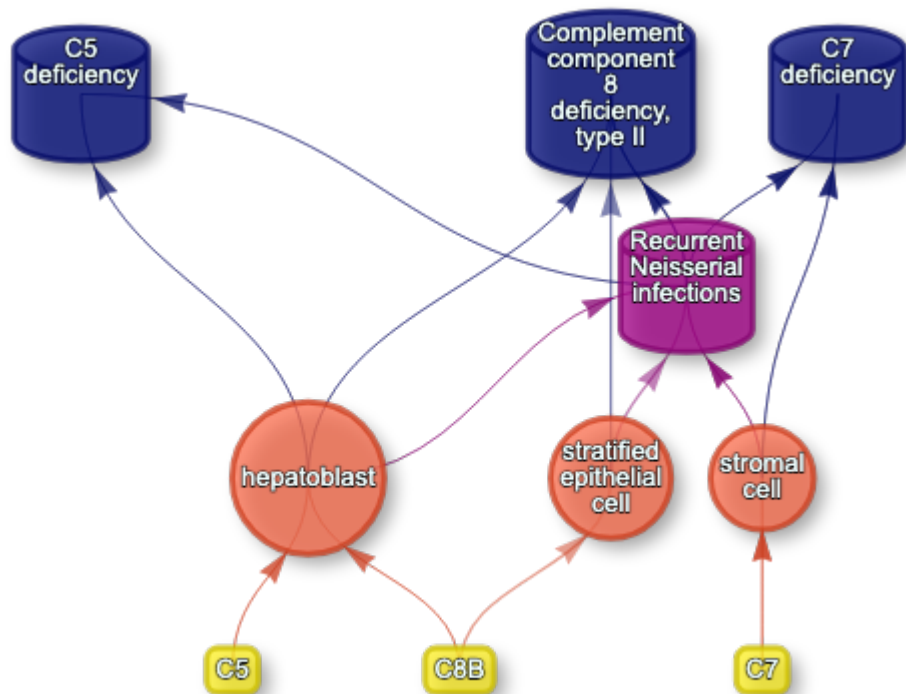 C5
deficiency
Complement
component
8
deficiency,
type II
C7
deficiency
Recurrent
Neisserial
infections
hepatoblast
stratified
epithelial
cell
stromal
cell
C5
C8B
C7